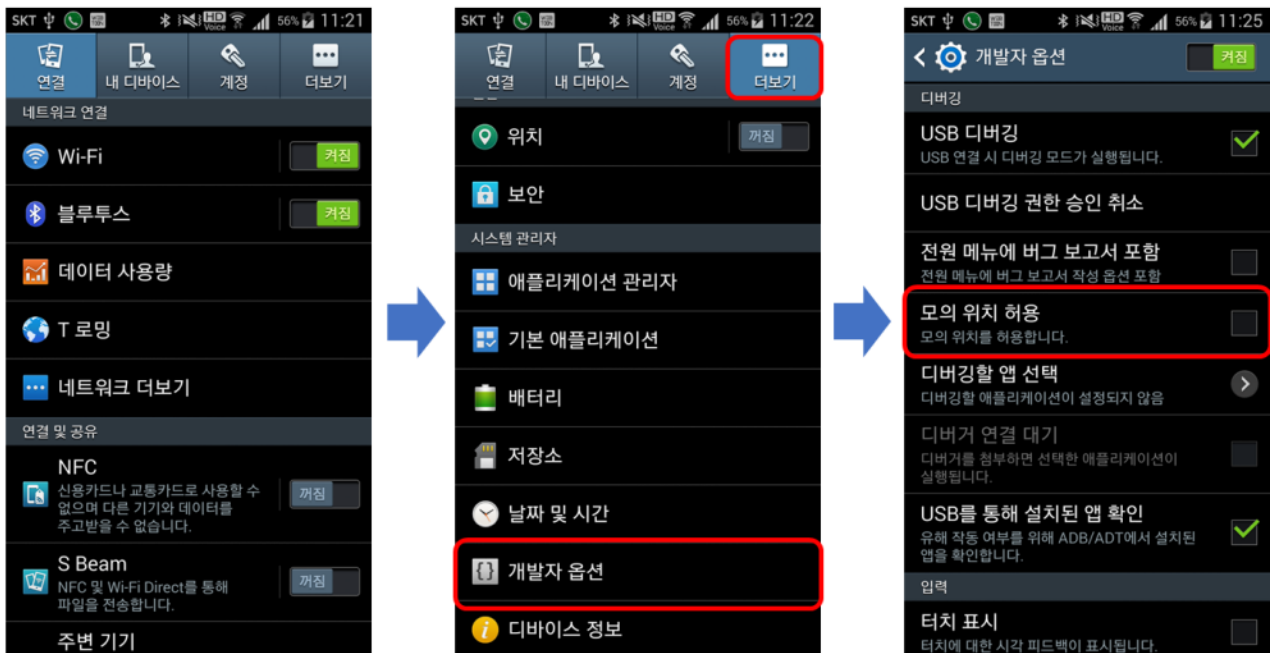 SKT 56% 11:21
연결 내 디바이스 계정 더보기
네트워크 연결
Wi-Fi 켜짐
블루투스 켜짐
데이터 사용량
T 로밍
네트워크 더보기
연결 및 공유
NFC
신용카드나 교통카드로 사용할 수
없으며 다른 기기와 데이터를
주고받을 수 없습니다.
꺼짐
S Beam
NFC 및 Wi-Fi Direct를 통해
파일을 전송합니다.
꺼짐
주변 기기
SKT HD Voice 56% 11:22
연결 내 디바이스 계정 더보기
위치 꺼짐
보안
시스템 관리자
애플리케이션 관리자
기본 애플리케이션
배터리
저장소
날짜 및 시간
개발자 옵션
디바이스 정보
SKT HD Voice 56% 11:25
개발자 옵션 켜짐
디버깅
USB 디버깅
USB 연결 시 디버깅 모드가 실행됩니다.
USB 디버깅 권한 승인 취소
전원 메뉴에 버그 보고서 포함
전원 메뉴에 버그 보고서 작성 옵션 포함
모의 위치 허용
모의 위치를 허용합니다.
디버깅할 앱 선택
디버깅할 애플리케이션이 설정되지 않음
디버거 연결 대기
디버거를 첨부하면 선택한 애플리케이션이
실행됩니다.
USB를 통해 설치된 앱 확인
유해 작동 여부를 위해 ADB/ADT에서 설치된
앱을 확인합니다.
입력
터치 표시
터치에 대한 시각 피드백이 표시됩니다.